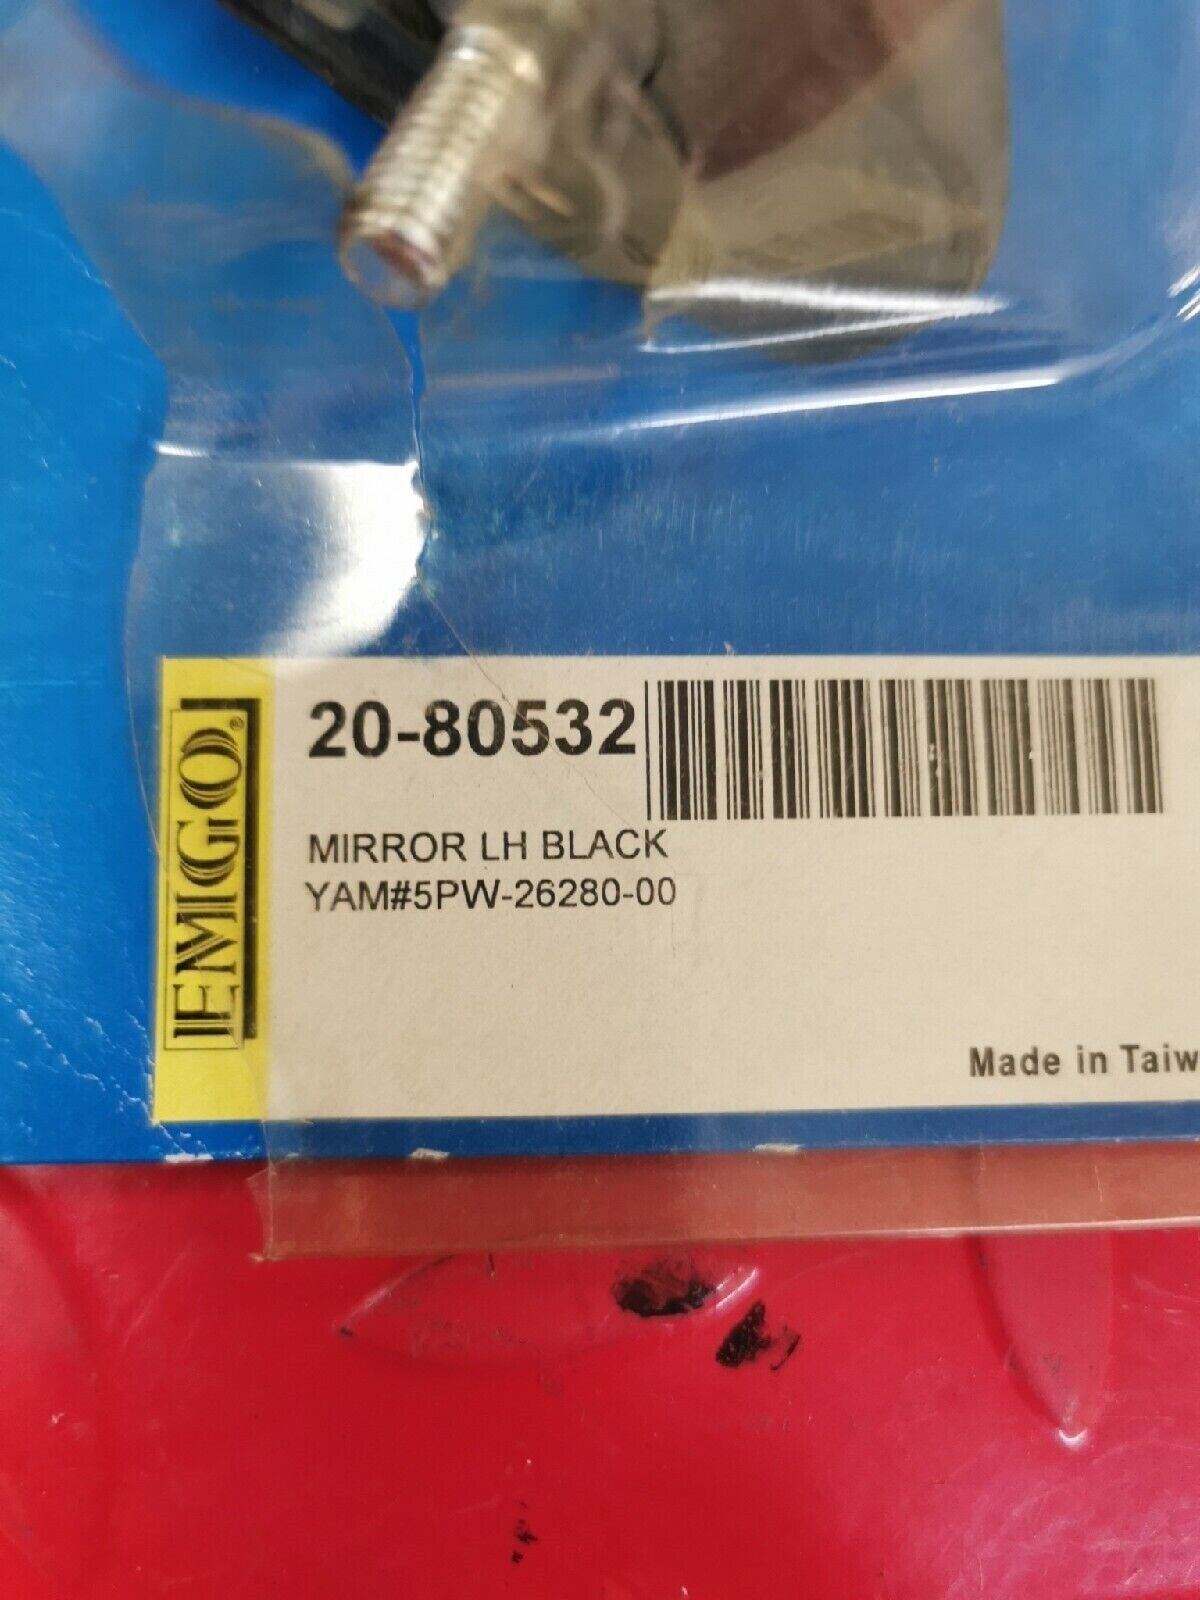 EMGO®
20-80532
MIRROR LH BLACK
YAM#5PW-26280-00
Made in Taiw